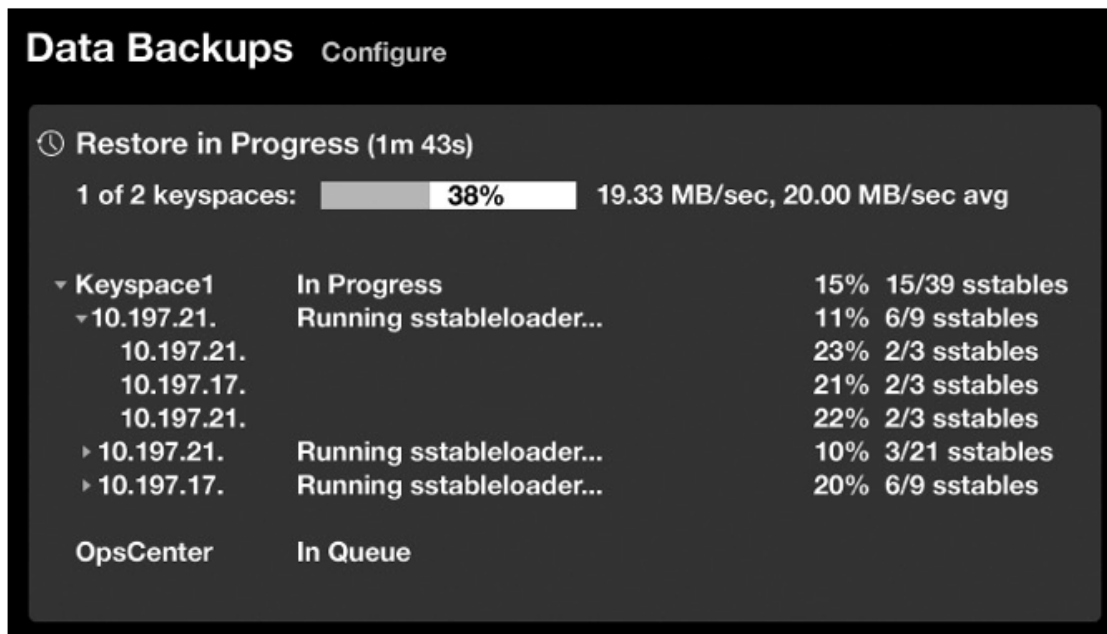 Data Backups Configure
Restore in Progress (1m 43s)
1 of 2 keyspaces: 38% 19.33 MB/sec, 20.00 MB/sec avg
Keyspace1 In Progress 15% 15/39 sstables
10.197.21. Running sstableloader... 11% 6/9 sstables
10.197.21. 23% 2/3 sstables
10.197.17. 21% 2/3 sstables
10.197.21. 22% 2/3 sstables
10.197.21. Running sstableloader... 10% 3/21 sstables
10.197.17. Running sstableloader... 20% 6/9 sstables
OpsCenter In Queue